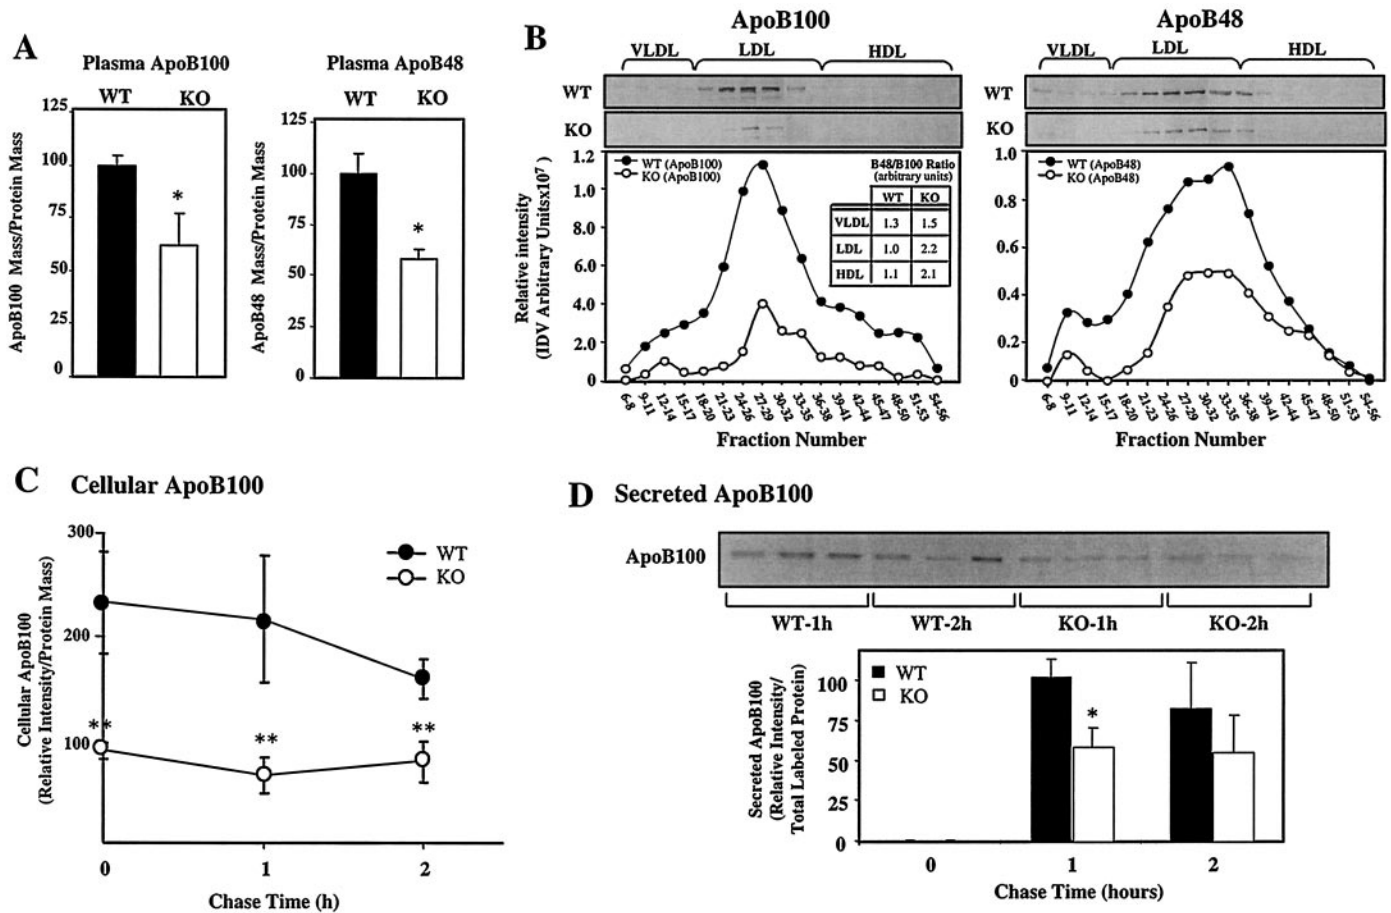 A
Plasma ApoB100
WT KO
ApoB100 Mass/Protein Mass
125
100
75
50
25
0
*
Plasma ApoB48
WT KO
ApoB48 Mass/Protein Mass
125
100
75
50
25
0
*
B
ApoB100
VLDL LDL HDL
WT
KO
Relative intensity
(IDV Arbitrary Unitsx10⁷)
1.2
1.0
8.0
6.0
4.0
2.0
0
WT (ApoB100)
KO (ApoB100)
B48/B100 Ratio
(arbitrary units)
WT KO
VLDL 1.3 1.5
LDL 1.0 2.2
HDL 1.1 2.1
6-8 9-11 12-14 15-17 18-20 21-23 24-26 27-29 30-32 33-35 36-38 39-41 42-44 45-47 48-50 51-53 54-56
Fraction Number
ApoB48
VLDL LDL HDL
WT
KO
1.0
0.8
0.6
0.4
0.2
0
WT (ApoB48)
KO (ApoB48)
6-8 9-11 12-14 15-17 18-20 21-23 24-26 27-29 30-32 33-35 36-38 39-41 42-44 45-47 48-50 51-53 54-56
Fraction Number
C Cellular ApoB100
Cellular ApoB100
(Relative Intensity/Protein Mass)
300
200
100
WT
KO
** ** **
0 1 2
Chase Time (h)
D Secreted ApoB100
ApoB100
WT-1h WT-2h KO-1h KO-2h
Secreted ApoB100
(Relative Intensity/
Total Labeled Protein)
100
75
50
25
0
WT
KO
*
0 1 2
Chase Time (hours)